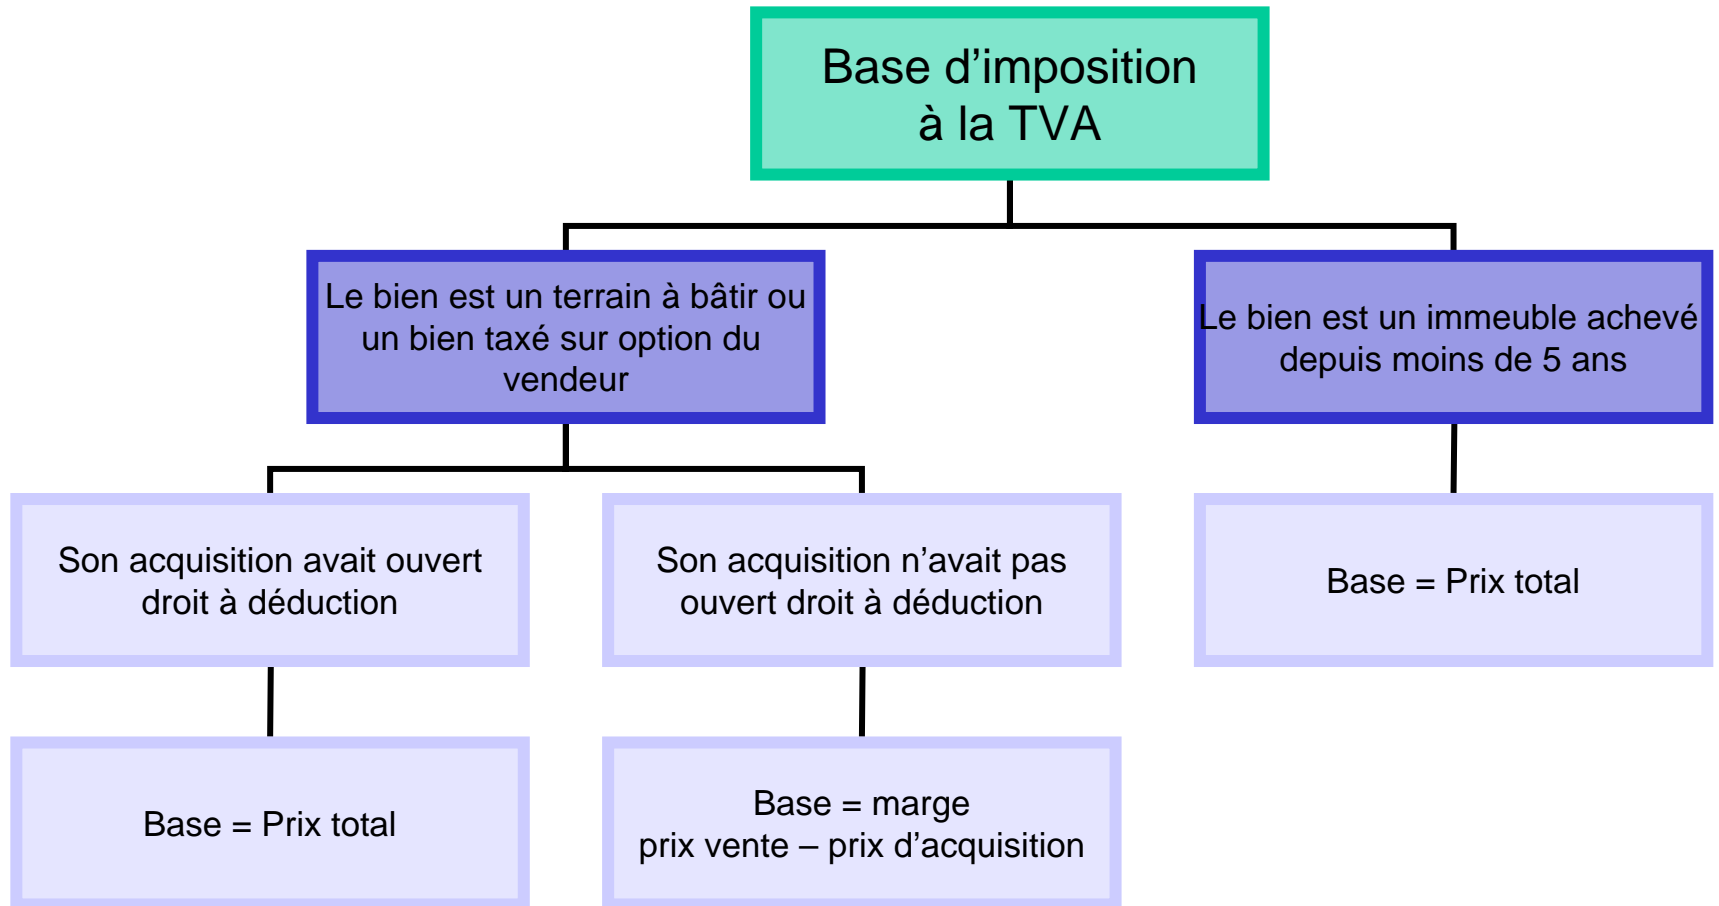 Base d’imposition
à la TVA
Le bien est un terrain à bâtir ou
un bien taxé sur option du
vendeur
Le bien est un immeuble achevé
depuis moins de 5 ans
Son acquisition avait ouvert
droit à déduction
Son acquisition n’avait pas
ouvert droit à déduction
Base = Prix total
Base = Prix total
Base = marge
prix vente – prix d’acquisition